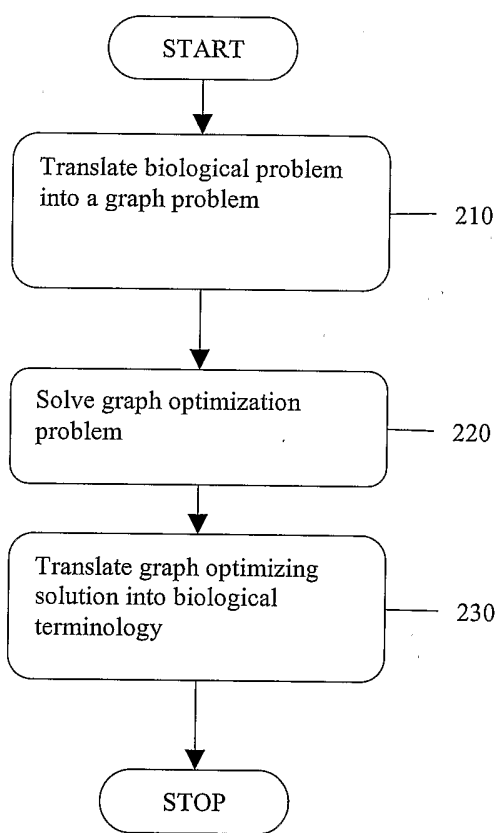 START
Translate biological problem
into a graph problem
210
Solve graph optimization
problem
220
Translate graph optimizing
solution into biological
terminology
230
STOP